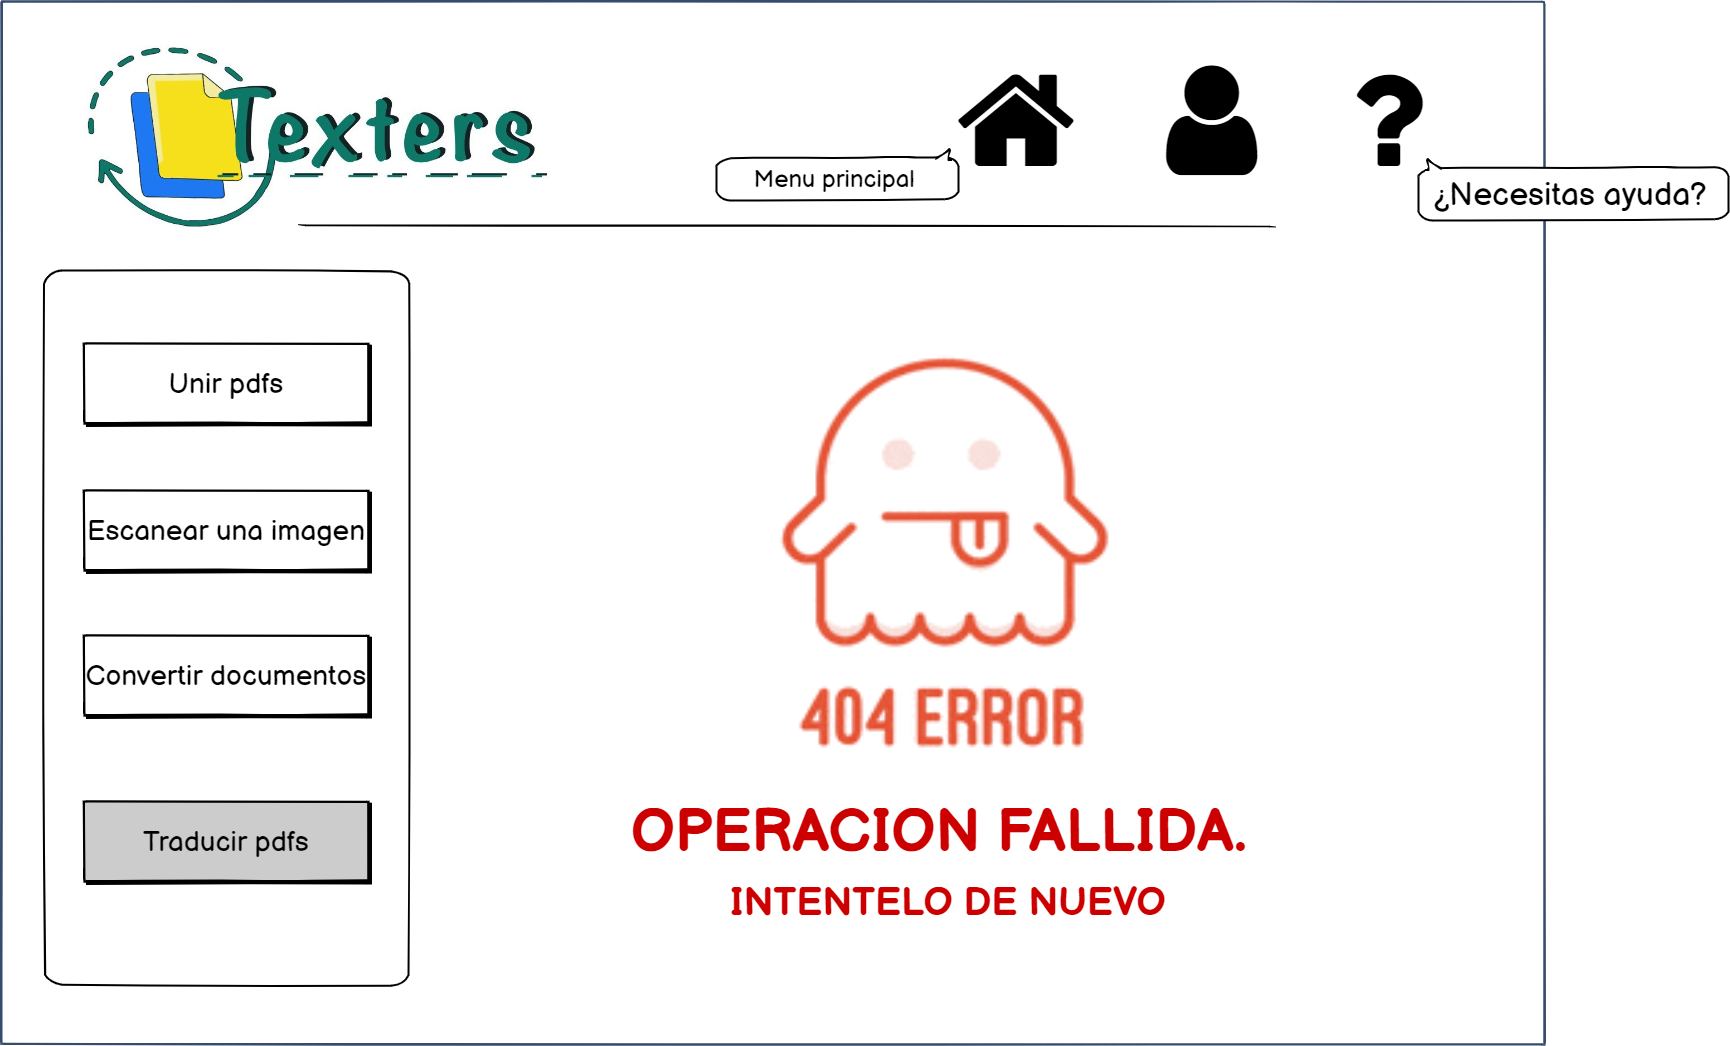 Texters
Menu principal
¿Necesitas ayuda?
Unir pdfs
Escanear una imagen
Convertir documentos
Traducir pdfs
404 ERROR
OPERACION FALLIDA.
INTENTELO DE NUEVO